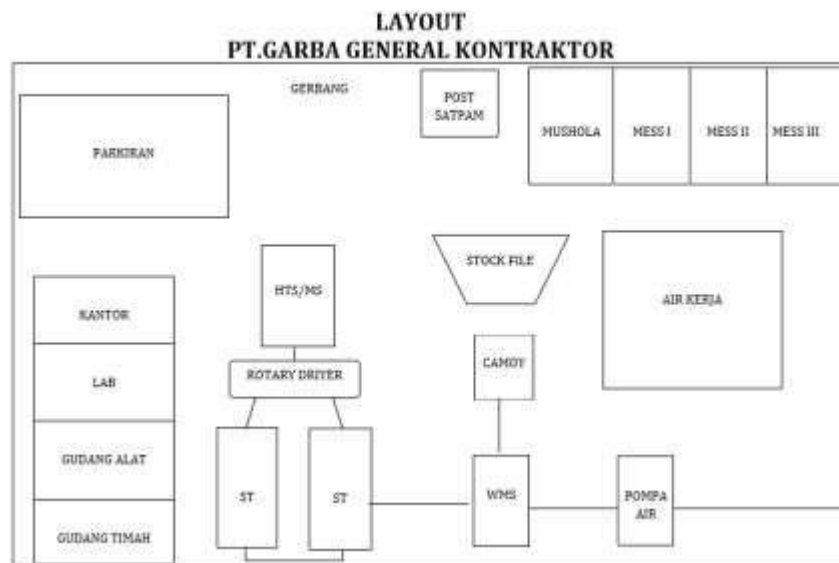 LAYOUT
PT.GARBA GENERAL KONTRAKTOR
GERBANG
POST
SATPAM
MUSHOLA
MESS I
MESS II
MESS III
PARKIRAN
STOCK FILE
AIR KERJA
HTS/MS
KANTOR
ROTARY DRIYER
CAMOY
LAB
GUDANG ALAT
ST
ST
WMS
POMPA
AIR
GUDANG TIMAH